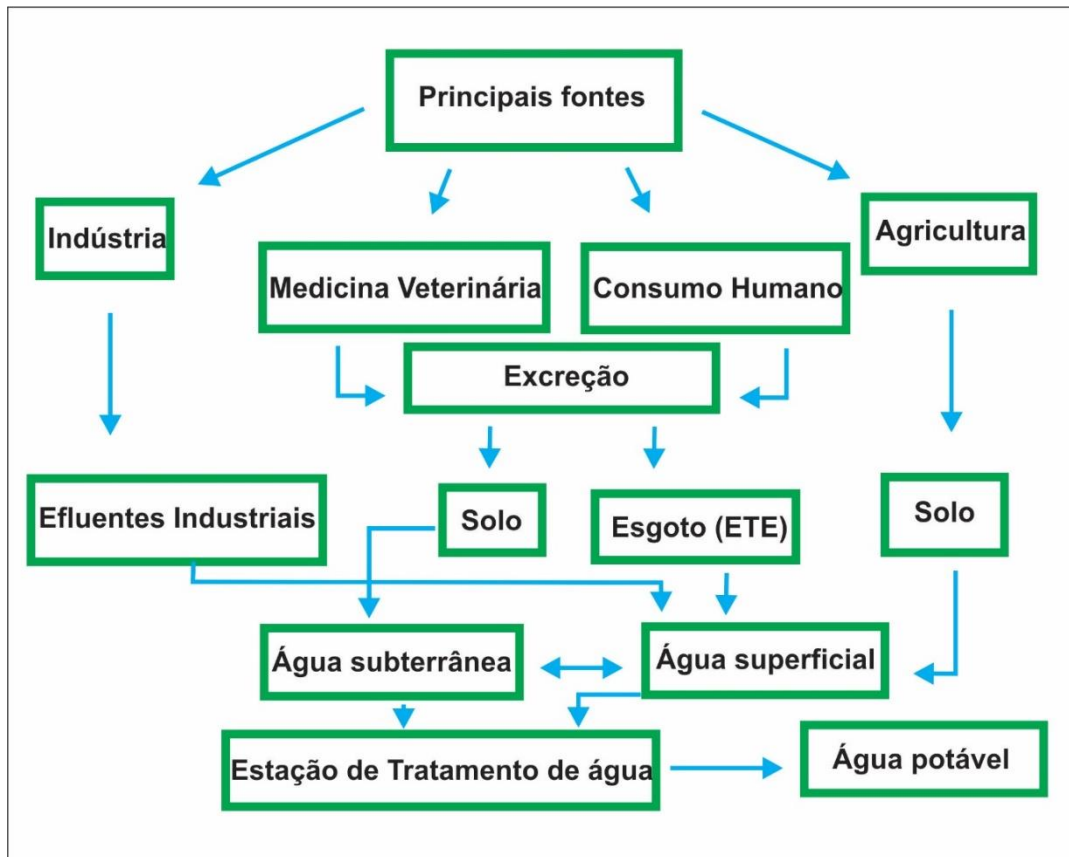 Principais fontes
Indústria
Agricultura
Medicina Veterinária
Consumo Humano
Excreção
Efluentes Industriais
Solo
Esgoto (ETE)
Solo
Água subterrânea
Água superficial
Estação de Tratamento de água
Água potável